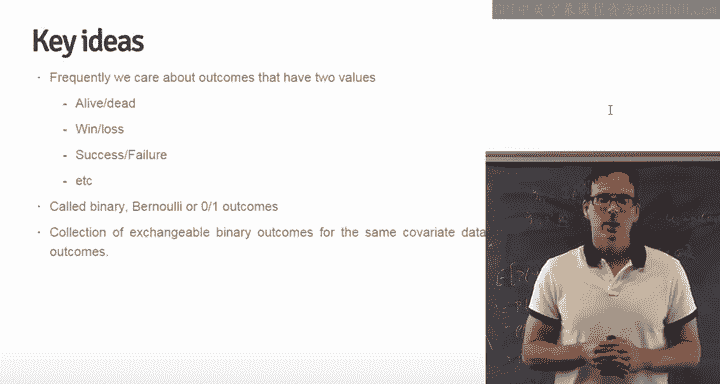 Key ideas
· Frequently we care about outcomes that have two values
- Alive/dead
- Win/loss
- Success/Failure
- etc
· Called binary, Bernoulli or 0/1 outcomes
· Collection of exchangeable binary outcomes for the same covariate data
outcomes.